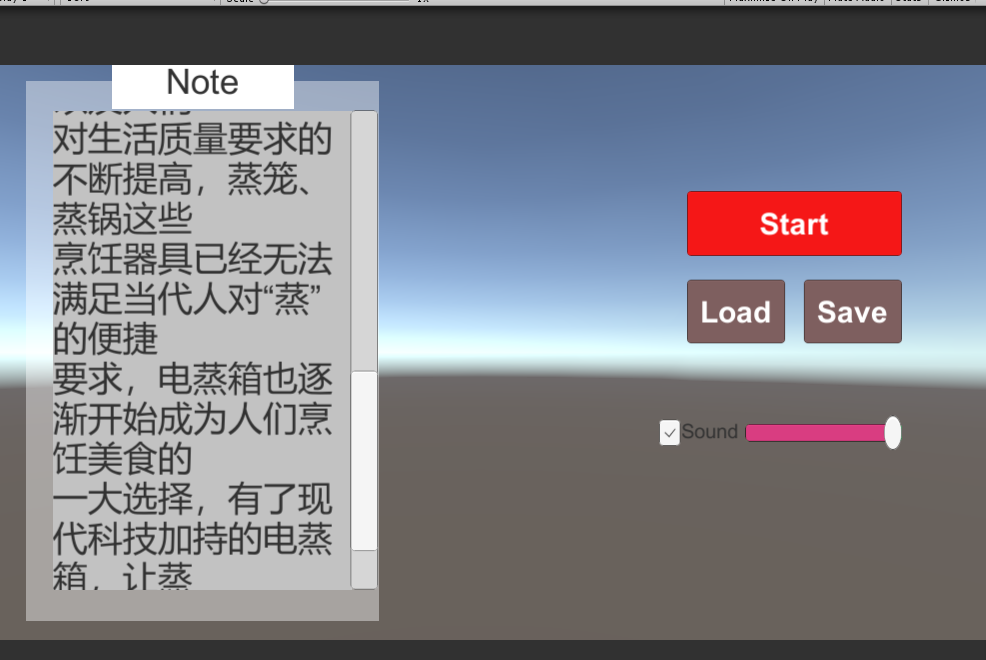 Note
对生活质量要求的
不断提高，蒸笼、
蒸锅这些
烹饪器具已经无法
满足当代人对“蒸”
的便捷
要求，电蒸箱也逐
渐开始成为人们烹
饪美食的
一大选择，有了现
代科技加持的电蒸
箱，让蒸
Start
Load
Save
Sound